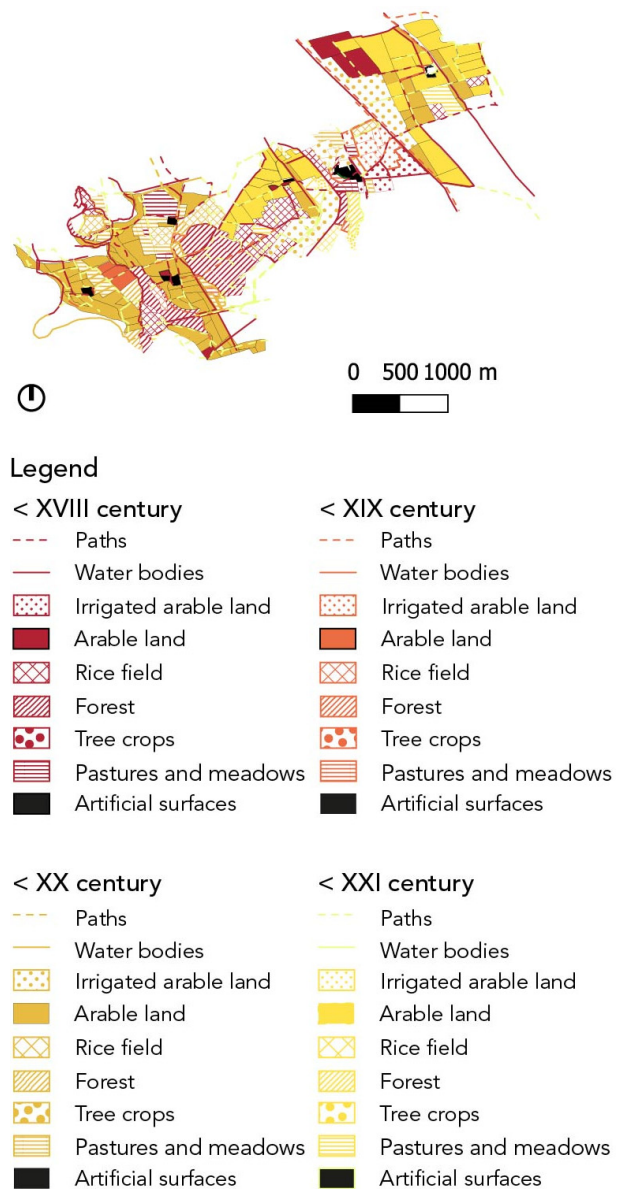 0 500 1000 m
Legend
< XVIII century
Paths
Water bodies
Irrigated arable land
Arable land
Rice field
Forest
Tree crops
Pastures and meadows
Artificial surfaces
< XIX century
Paths
Water bodies
Irrigated arable land
Arable land
Rice field
Forest
Tree crops
Pastures and meadows
Artificial surfaces
< XX century
Paths
Water bodies
Irrigated arable land
Arable land
Rice field
Forest
Tree crops
Pastures and meadows
Artificial surfaces
< XXI century
Paths
Water bodies
Irrigated arable land
Arable land
Rice field
Forest
Tree crops
Pastures and meadows
Artificial surfaces